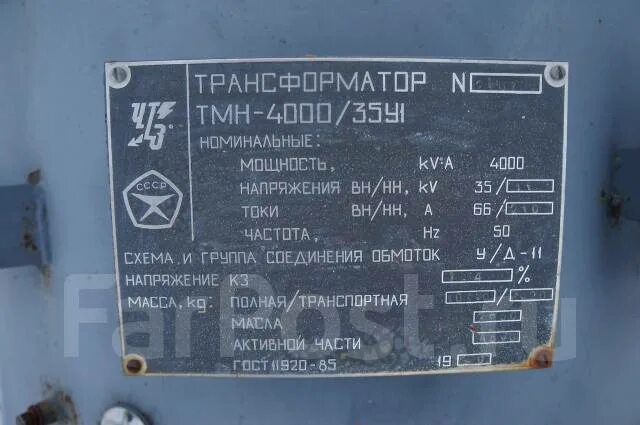 ТРАНСФОРМАТОР N
ТМН-4000/35У1
НОМИНАЛЬНЫЕ:
МОЩНОСТЬ, kV·A 4000
НАПРЯЖЕНИЯ ВН/НН, kV 35/11
ТОКИ ВН/НН, А 66/
ЧАСТОТА, Hz 50
СХЕМА И ГРУППА СОЕДИНЕНИЯ ОБМОТОК У/Д-11
НАПРЯЖЕНИЕ КЗ %
МАССА, kg: ПОЛНАЯ/ТРАНСПОРТНАЯ /
МАСЛА
АКТИВНОЙ ЧАСТИ
ГОСТ 11920-85 19
УТЗ
СССР
FarPost.ru